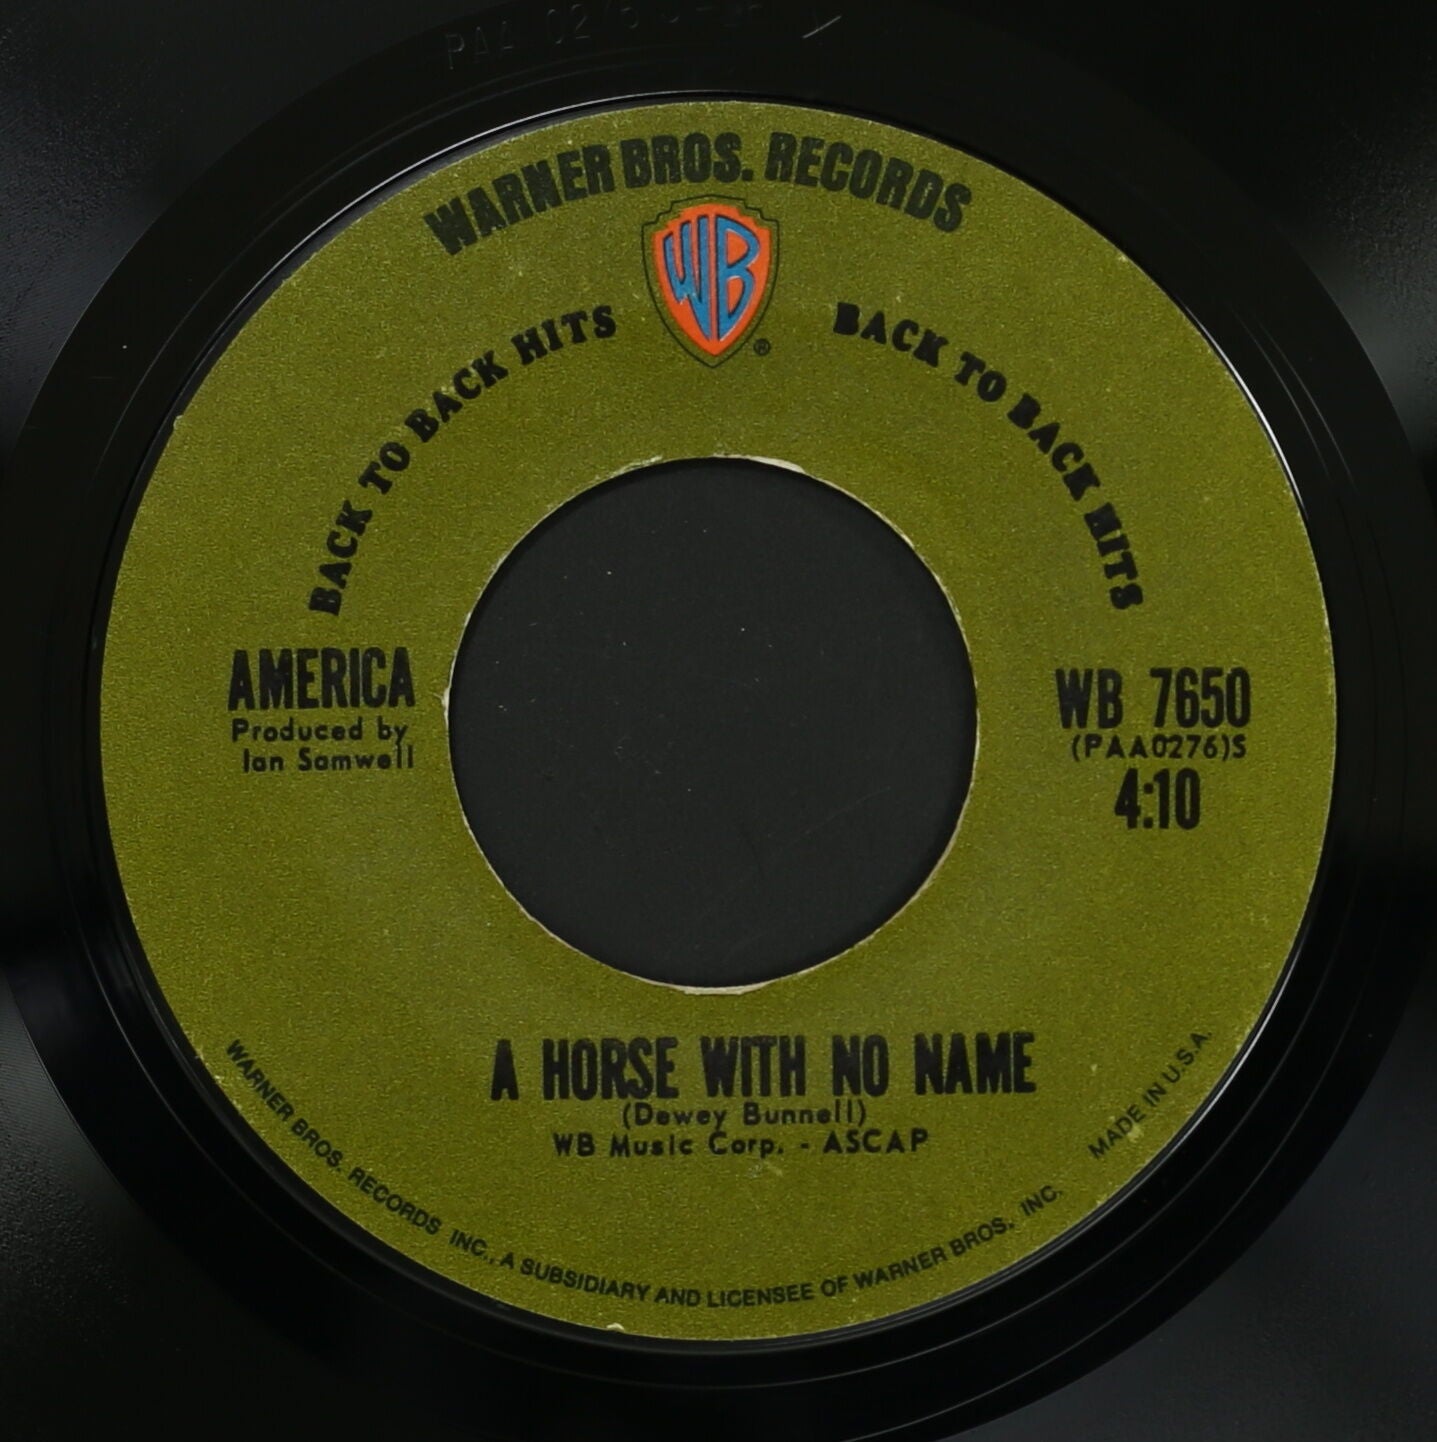 WARNER BROS. RECORDS
WB
®
BACK TO BACK HITS
BACK TO BACK HITS
AMERICA
Produced by
Ian Samwell
WB 7650
(PAA0276)S
4:10
A HORSE WITH NO NAME
(Dewey Bunnell)
WB Music Corp. - ASCAP
WARNER BROS. RECORDS INC., A SUBSIDIARY AND LICENSEE OF WARNER BROS. INC.
MADE IN U.S.A.